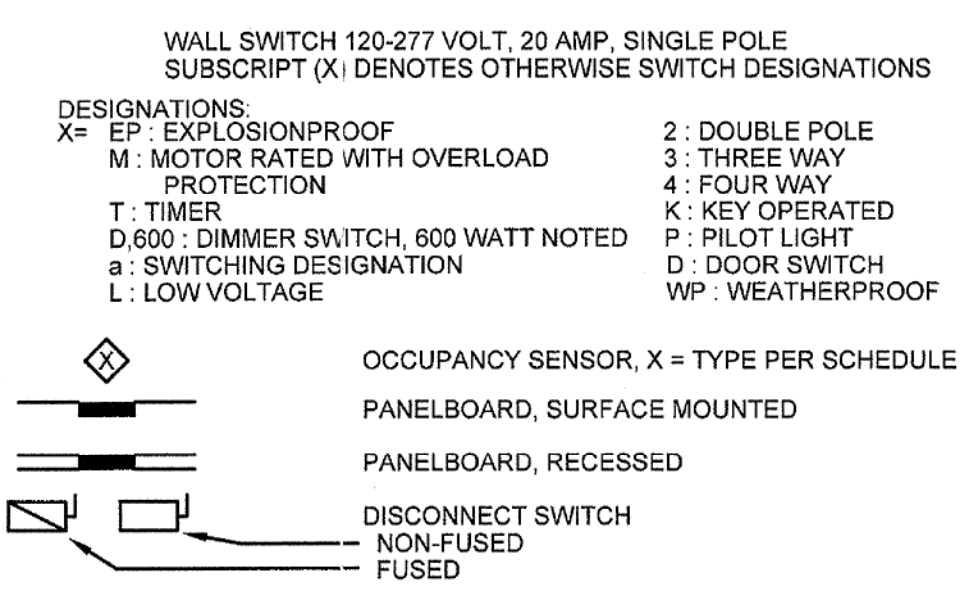 WALL SWITCH 120-277 VOLT, 20 AMP, SINGLE POLE
SUBSCRIPT (X) DENOTES OTHERWISE SWITCH DESIGNATIONS
DESIGNATIONS:
X= EP : EXPLOSIONPROOF
M : MOTOR RATED WITH OVERLOAD
PROTECTION
T : TIMER
D,600 : DIMMER SWITCH, 600 WATT NOTED
a : SWITCHING DESIGNATION
L : LOW VOLTAGE
2 : DOUBLE POLE
3 : THREE WAY
4 : FOUR WAY
K : KEY OPERATED
P : PILOT LIGHT
D : DOOR SWITCH
WP : WEATHERPROOF
X OCCUPANCY SENSOR, X = TYPE PER SCHEDULE
PANELBOARD, SURFACE MOUNTED
PANELBOARD, RECESSED
DISCONNECT SWITCH
NON-FUSED
FUSED